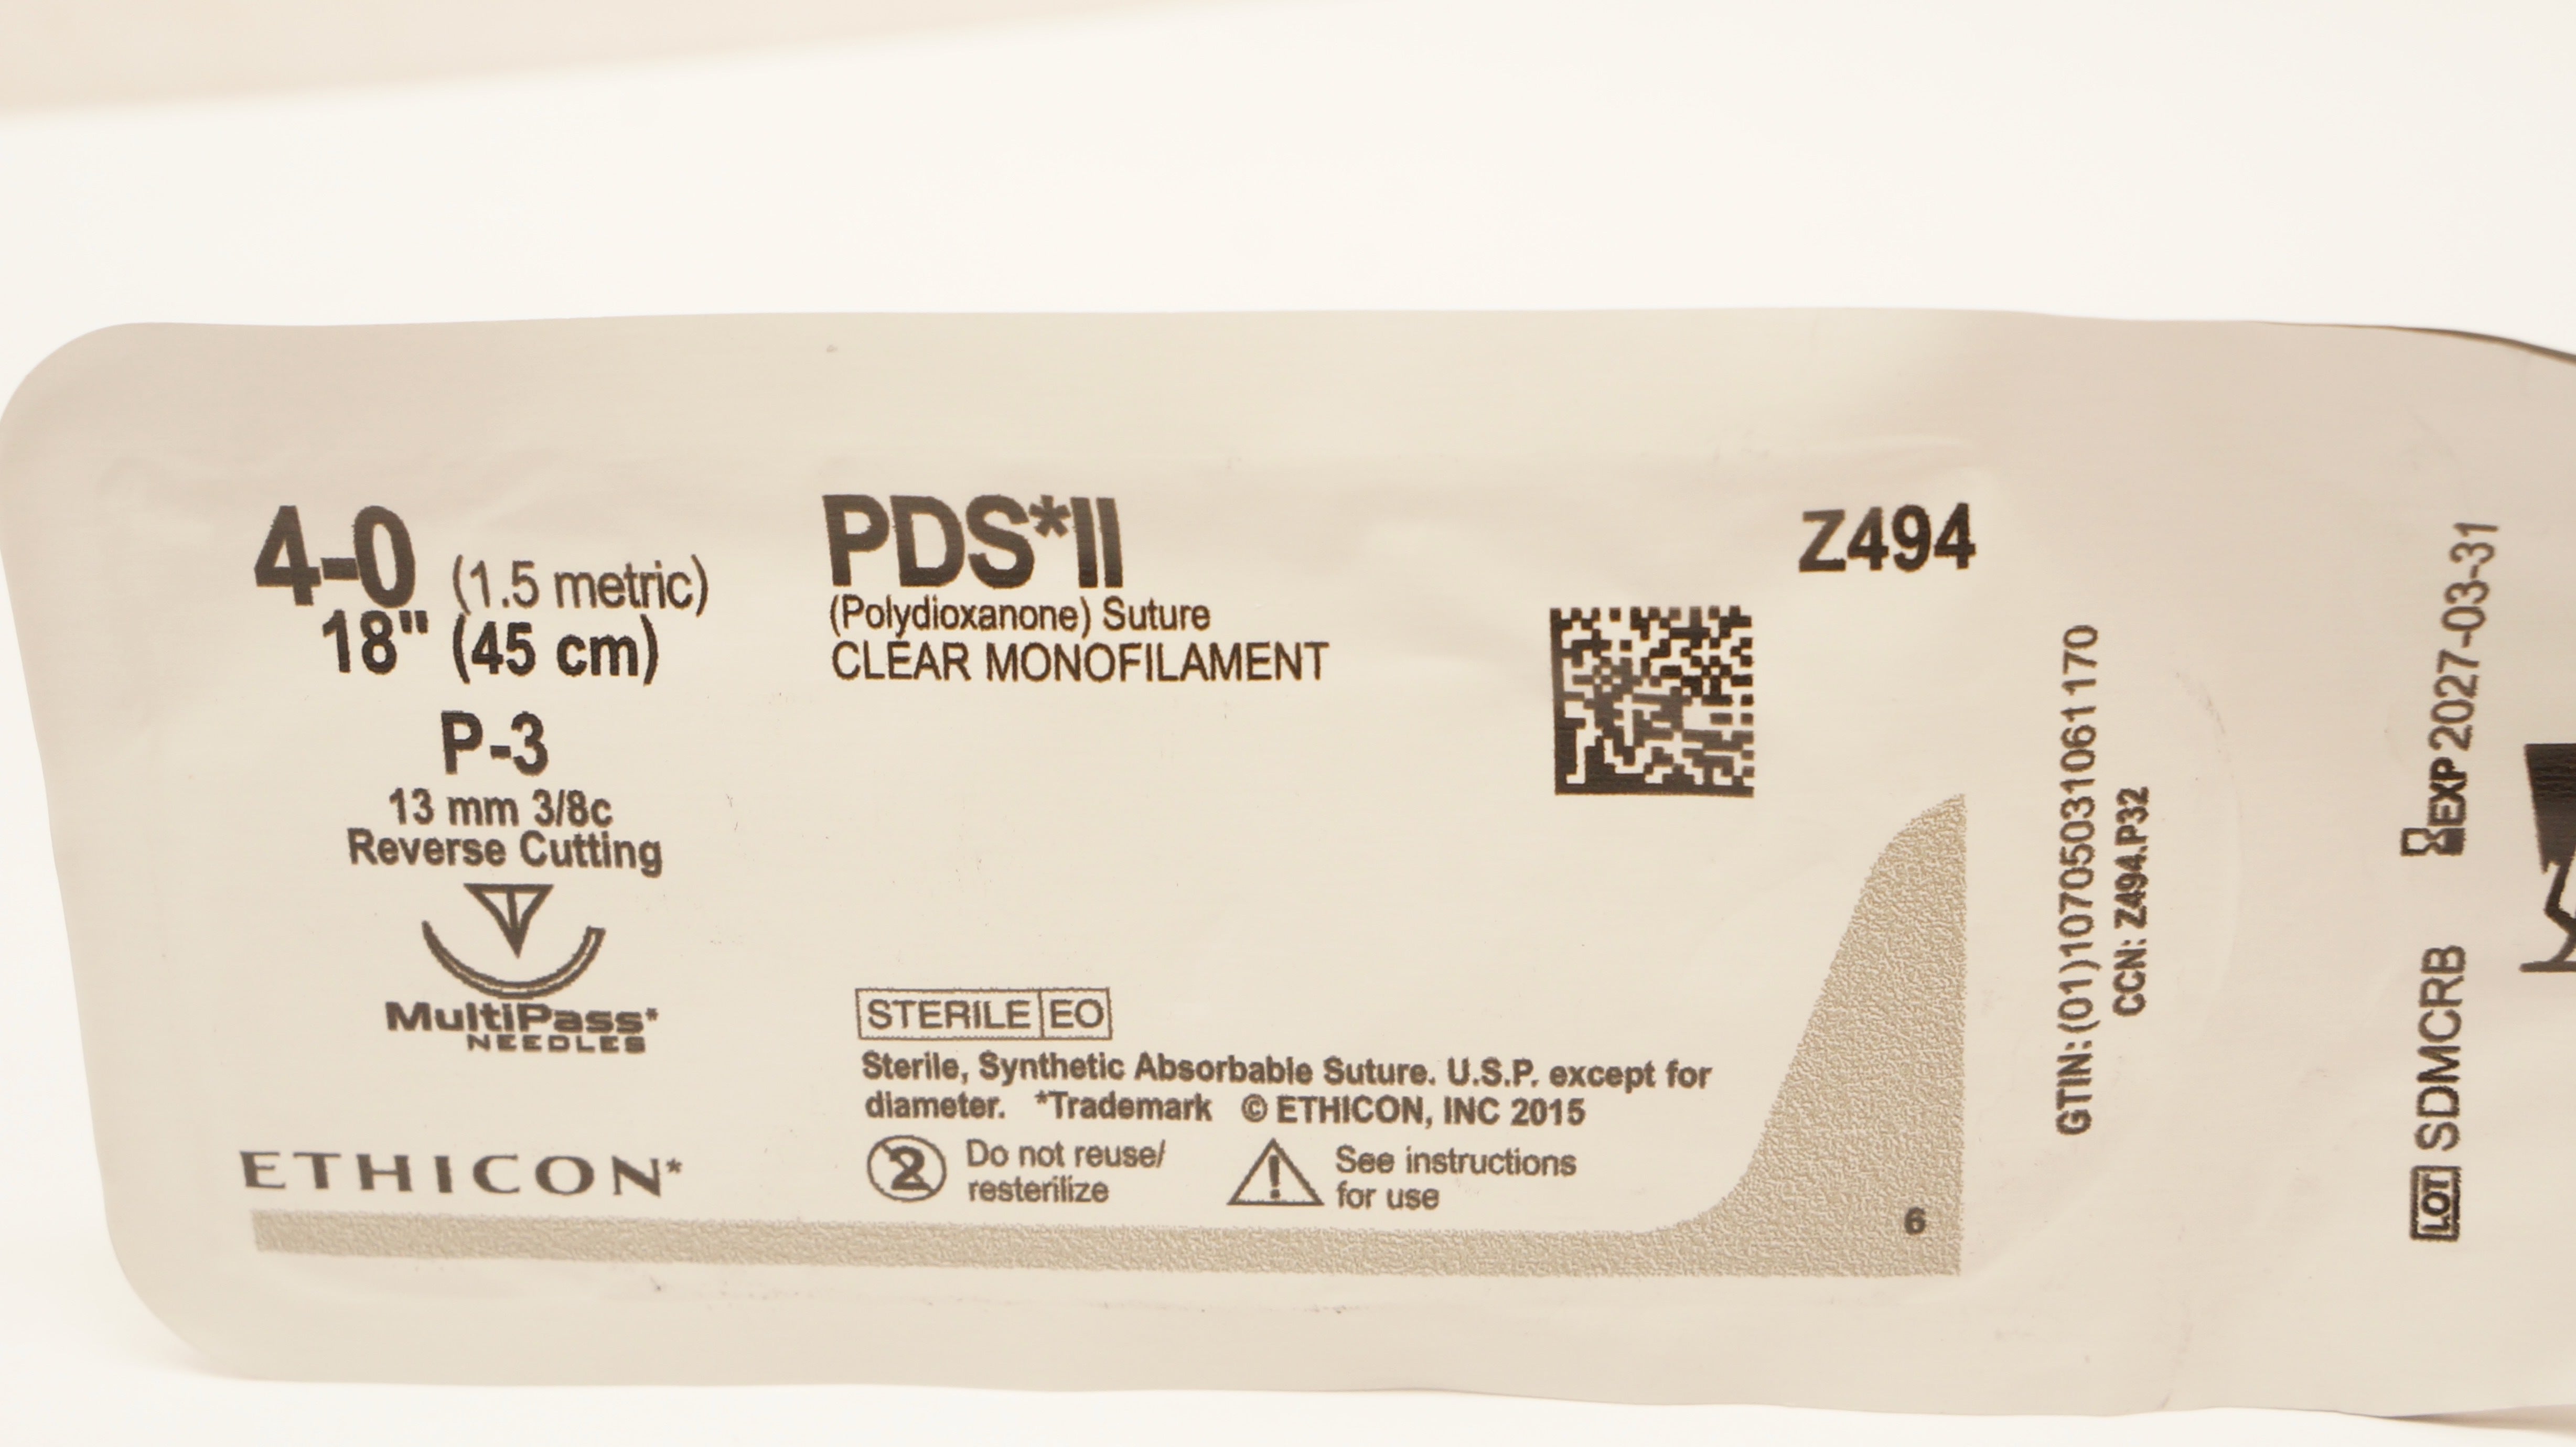 4-0 (1.5 metric)
18" (45 cm)
P-3
13 mm 3/8c
Reverse Cutting
MultiPass*
NEEDLES
ETHICON*
PDS*II
(Polydioxanone) Suture
CLEAR MONOFILAMENT
Z494
STERILE EO
Sterile, Synthetic Absorbable Suture. U.S.P. except for
diameter. *Trademark © ETHICON, INC 2015
2 Do not reuse/
resterilize
! See instructions
for use
6
GTIN:(01)10705031061170
CCN: Z494.P32
LOT SDMCRB EXP 2027-03-31